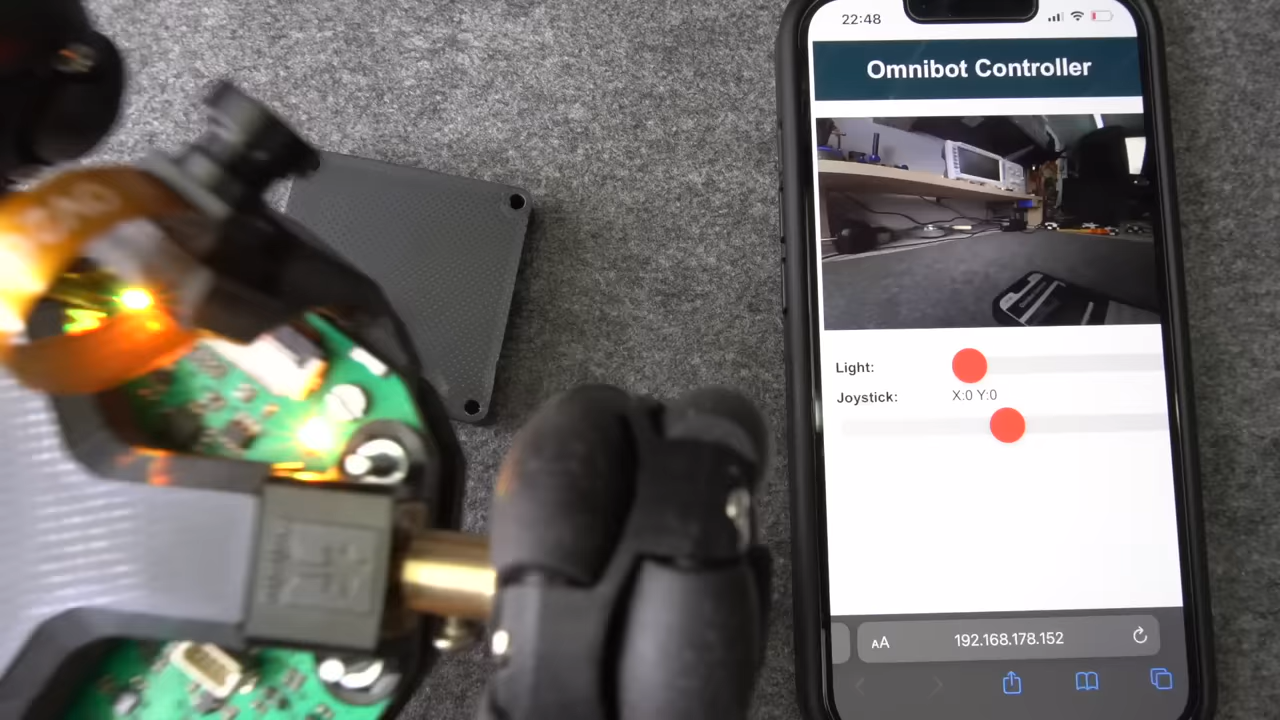 22:48
Omnibot Controller
Light:
Joystick: X:0 Y:0
AA 192.168.178.152